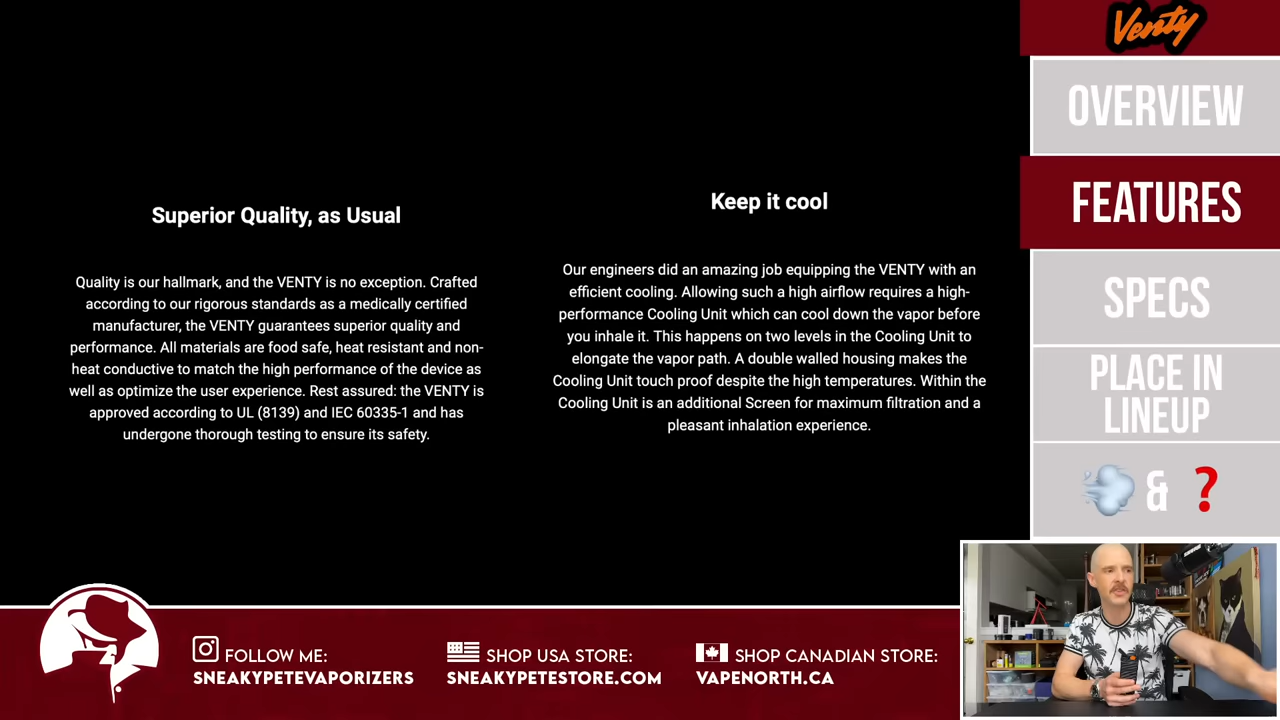 Venty
OVERVIEW
FEATURES
SPECS
PLACE IN
LINEUP
&
Superior Quality, as Usual
Quality is our hallmark, and the VENTY is no exception. Crafted
according to our rigorous standards as a medically certified
manufacturer, the VENTY guarantees superior quality and
performance. All materials are food safe, heat resistant and non-
heat conductive to match the high performance of the device as
well as optimize the user experience. Rest assured: the VENTY is
approved according to UL (8139) and IEC 60335-1 and has
undergone thorough testing to ensure its safety.
Keep it cool
Our engineers did an amazing job equipping the VENTY with an
efficient cooling. Allowing such a high airflow requires a high-
performance Cooling Unit which can cool down the vapor before
you inhale it. This happens on two levels in the Cooling Unit to
elongate the vapor path. A double walled housing makes the
Cooling Unit touch proof despite the high temperatures. Within the
Cooling Unit is an additional Screen for maximum filtration and a
pleasant inhalation experience.
FOLLOW ME:
SNEAKYPETEVAPORIZERS
SHOP USA STORE:
SNEAKYPETESTORE.COM
SHOP CANADIAN STORE:
VAPENORTH.CA